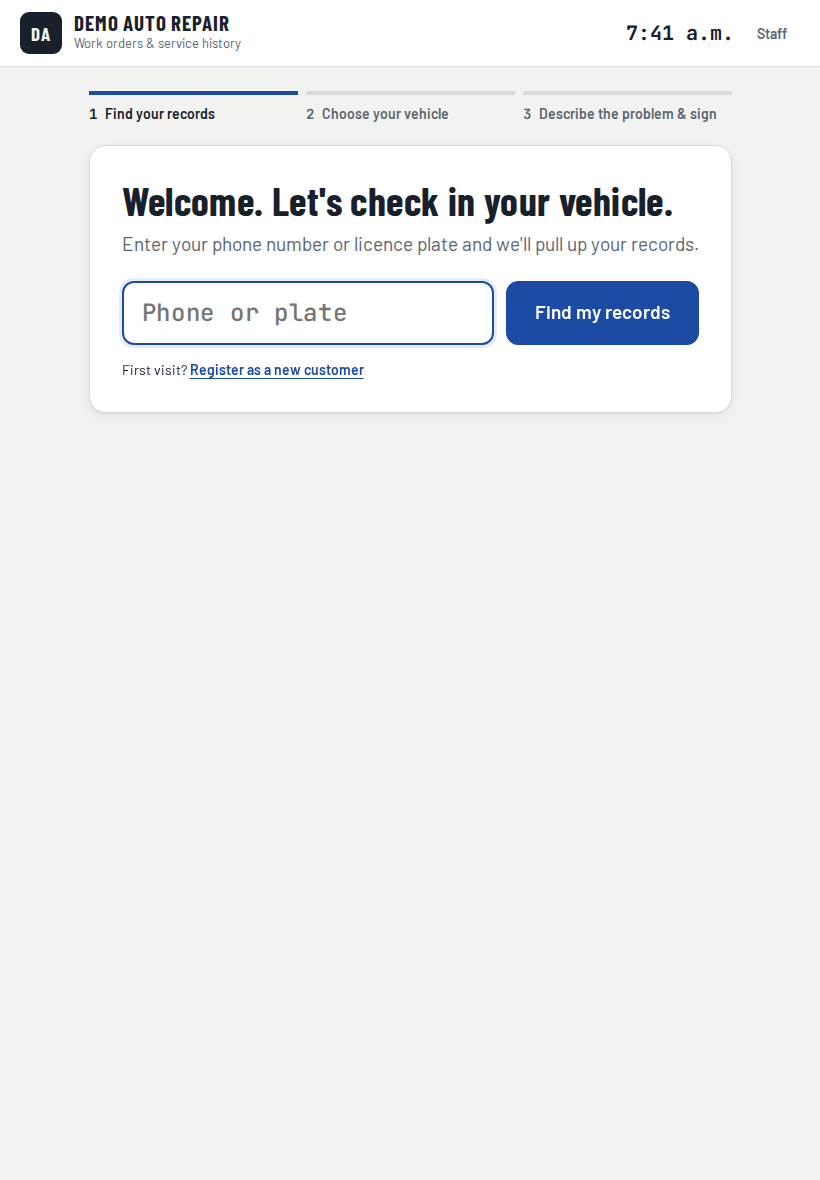 DA
DEMO AUTO REPAIR
Work orders & service history
7:41 a.m.
Staff
1 Find your records
2 Choose your vehicle
3 Describe the problem & sign
Welcome. Let's check in your vehicle.
Enter your phone number or licence plate and we'll pull up your records.
Phone or plate
Find my records
First visit? Register as a new customer